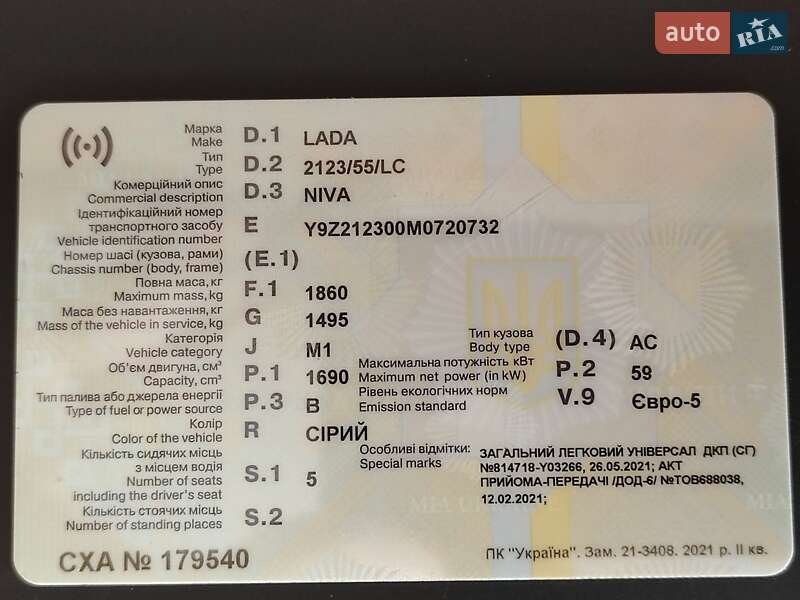 auto RIA .com
Марка
Make D.1 LADA
Тип
Type D.2 2123/55/LC
Комерційний опис
Commercial description D.3 NIVA
Ідентифікаційний номер
транспортного засобу
Vehicle identification number E Y9Z212300M0720732
Номер шасі (кузова, рами)
Chassis number (body, frame) (E.1)
Повна маса, кг
Maximum mass, kg F.1 1860
Маса без навантаження, кг
Mass of the vehicle in service, kg G 1495
Категорія
Vehicle category J M1
Тип кузова
Body type (D.4) AC
Об'єм двигуна, см³
Capacity, cm³ P.1 1690
Максимальна потужність кВт
Maximum net power (in kW) P.2 59
Тип палива або джерела енергії
Type of fuel or power source P.3 B
Рівень екологічних норм
Emission standard V.9 Євро-5
Колір
Color of the vehicle R СІРИЙ
Кількість сидячих місць
з місцем водія
Number of seats
including the driver's seat S.1 5
Кількість стоячих місць
Number of standing places S.2
Особливі відмітки:
Special marks
ЗАГАЛЬНИЙ ЛЕГКОВИЙ УНІВЕРСАЛ ДКП (СГ)
№814718-Y03266, 26.05.2021; АКТ
ПРИЙОМА-ПЕРЕДАЧІ /ДОД-6/ №ТОВ688038,
12.02.2021;
СХА № 179540
ПК "Україна". Зам. 21-3408. 2021 р. II кв.